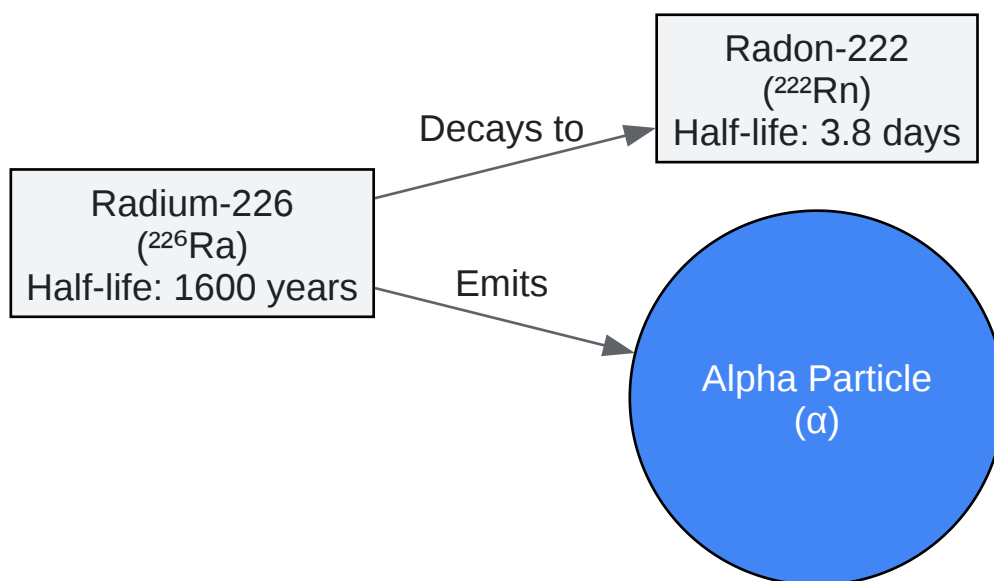 Radium-226
(²²⁶Ra)
Half-life: 1600 years
Decays to
Radon-222
(²²²Rn)
Half-life: 3.8 days
Emits
Alpha Particle
(α)